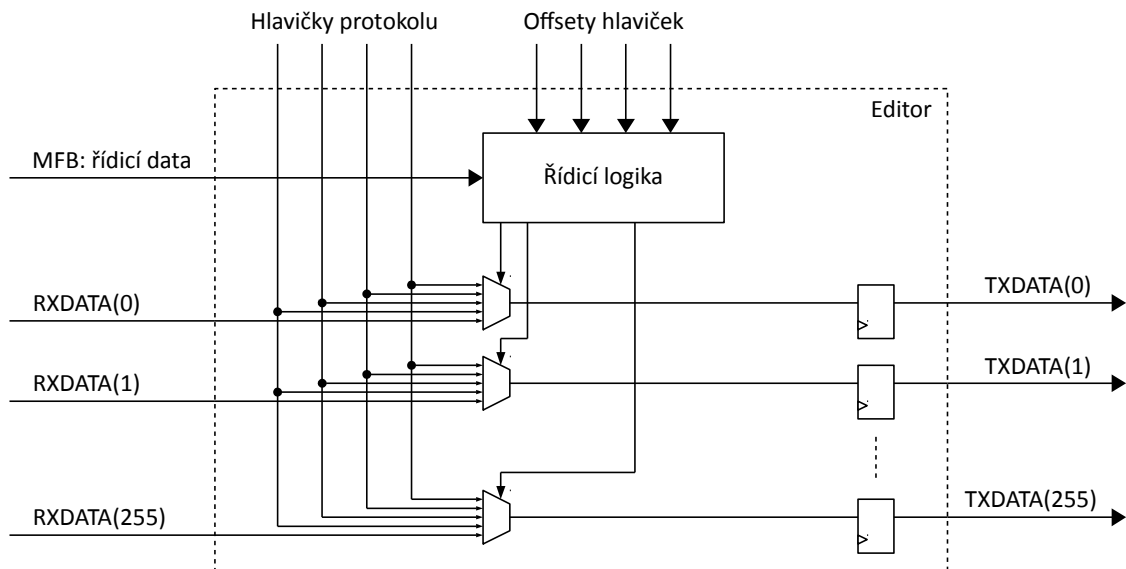 Hlavičky protokolu
Offsety hlaviček
Editor
MFB: řídicí data
Řídicí logika
RXDATA(0)
TXDATA(0)
RXDATA(1)
TXDATA(1)
RXDATA(255)
TXDATA(255)